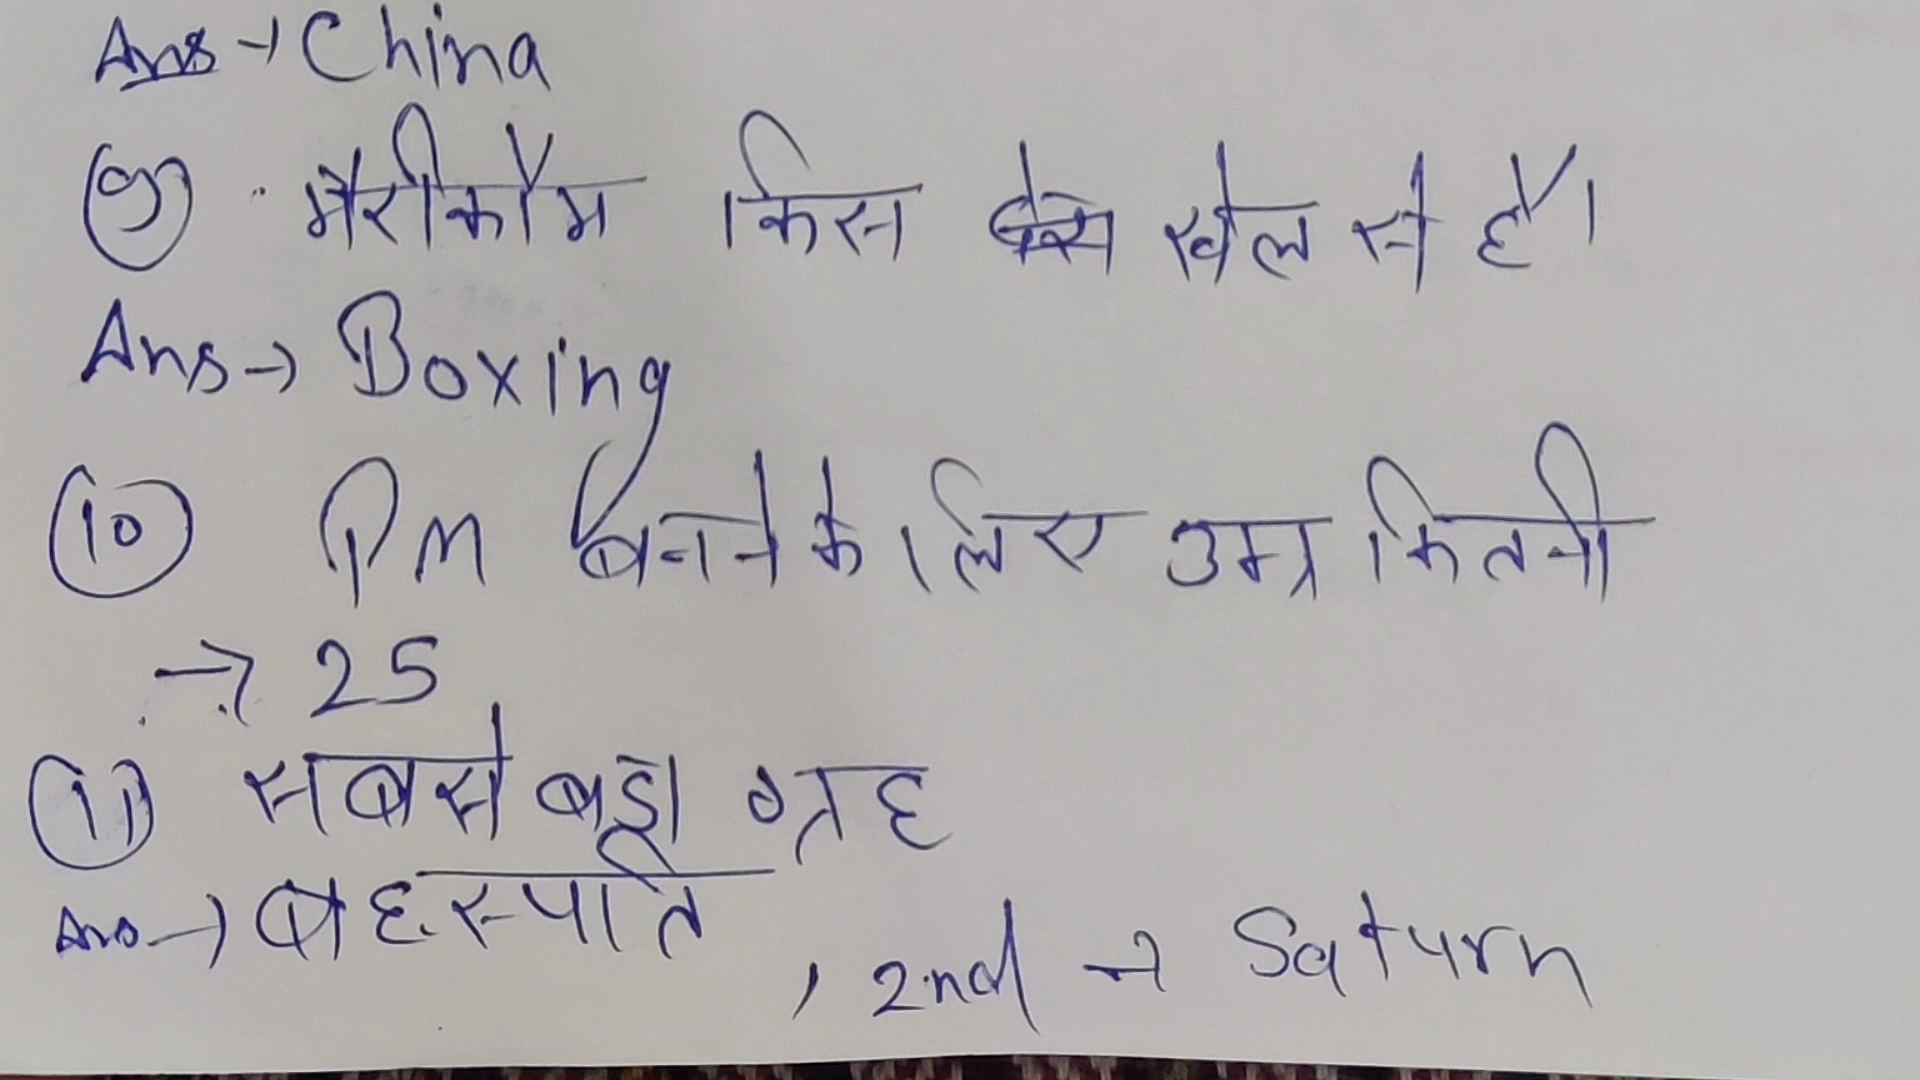 Ans → China
(9) मैरीकॉम किस खेल से हैं।
Ans → Boxing
(10) PM बनने के लिए उम्र कितनी
→ 25
(11) सबसे बड़ा ग्रह
Ans → बहस्पति, 2nd → Saturn